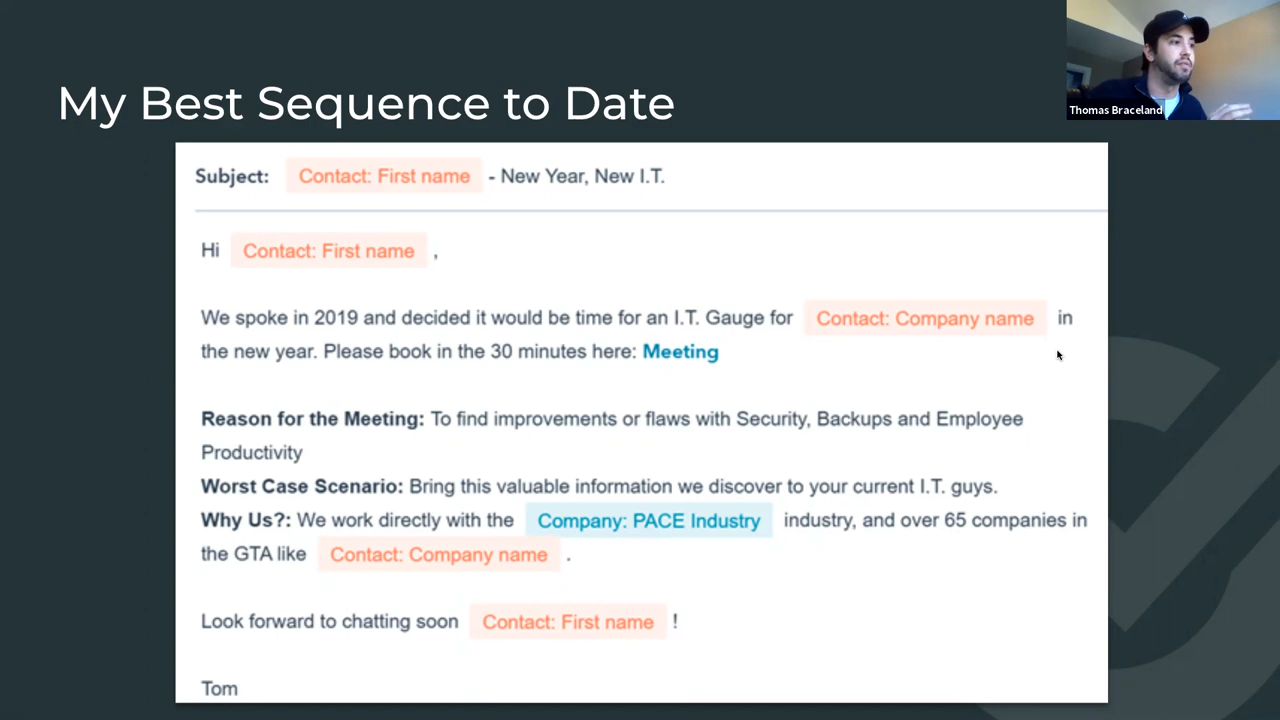 My Best Sequence to Date
Thomas Braceland
Subject: Contact: First name - New Year, New I.T.
Hi Contact: First name ,
We spoke in 2019 and decided it would be time for an I.T. Gauge for Contact: Company name in
the new year. Please book in the 30 minutes here: Meeting
Reason for the Meeting: To find improvements or flaws with Security, Backups and Employee
Productivity
Worst Case Scenario: Bring this valuable information we discover to your current I.T. guys.
Why Us?: We work directly with the Company: PACE Industry industry, and over 65 companies in
the GTA like Contact: Company name .
Look forward to chatting soon Contact: First name !
Tom